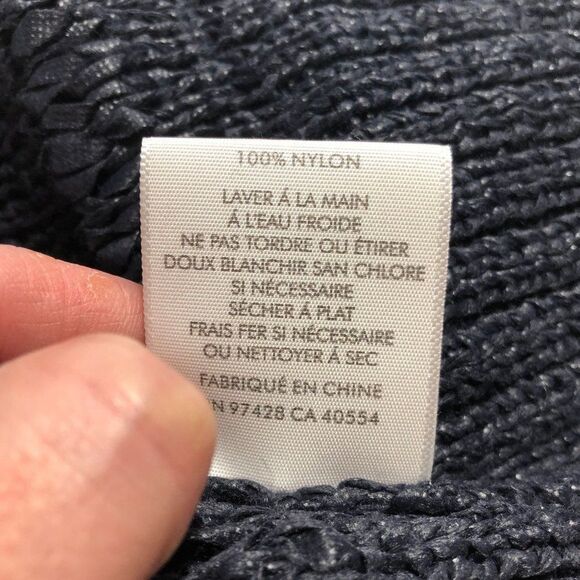 100% NYLON
LAVER Á LA MAIN
Á L'EAU FROIDE
NE PAS TORDRE OU ÉTIRER
DOUX BLANCHIR SAN CHLORE
SI NÉCESSAIRE
SÉCHER Á PLAT
FRAIS FER SI NÉCESSAIRE
OU NETTOYER Á SEC
FABRIQUÉ EN CHINE
N 97428 CA 40554